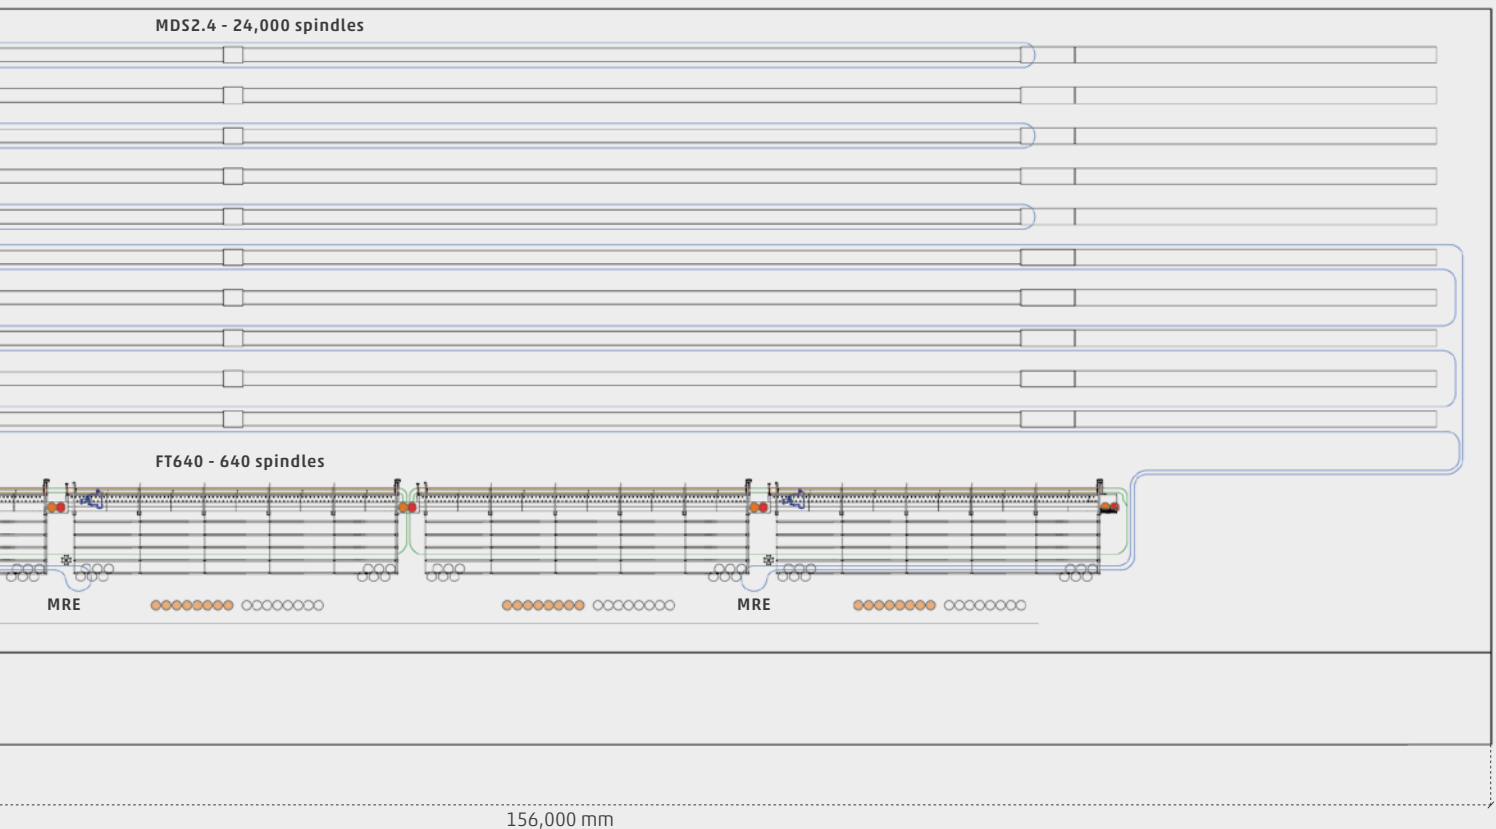 MDS2.4 - 24,000 spindles
FT640 - 640 spindles
MRE
MRE
156,000 mm